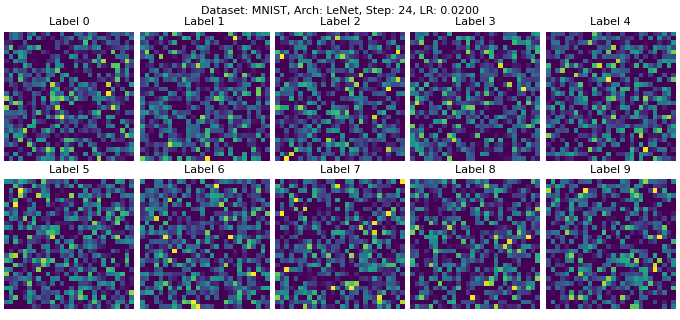 Dataset: MNIST, Arch: LeNet, Step: 24, LR: 0.0200
Label 0
Label 1
Label 2
Label 3
Label 4
Label 5
Label 6
Label 7
Label 8
Label 9